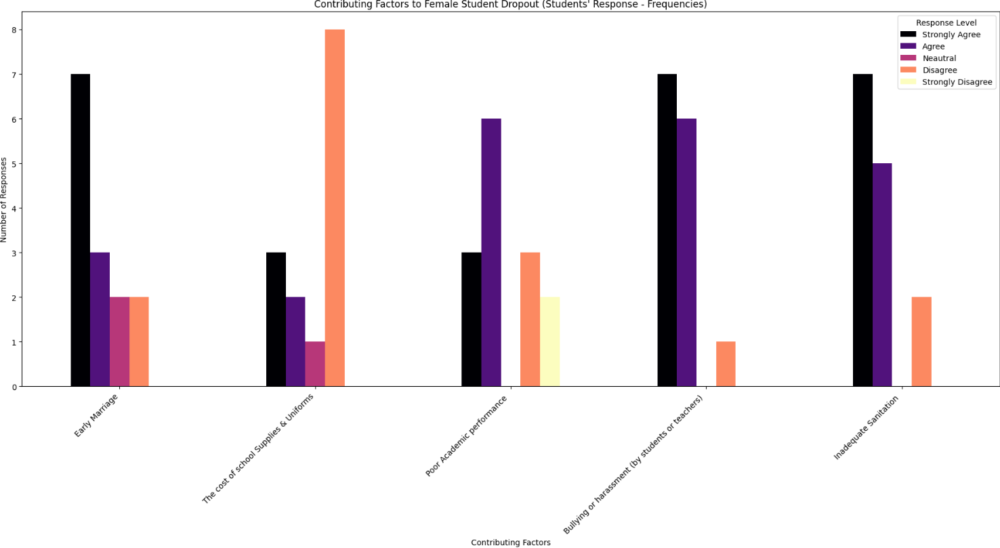 Contributing Factors to Female Student Dropout (Students' Response - Frequencies)
Response Level
Strongly Agree
Agree
Neautral
Disagree
Strongly Disagree
Number of Responses
8
7
6
5
4
3
2
1
0
Early Marriage
The cost of school Supplies & Uniforms
Poor Academic performance
Bullying or harassment (by students or teachers)
Inadequate Sanitation
Contributing Factors